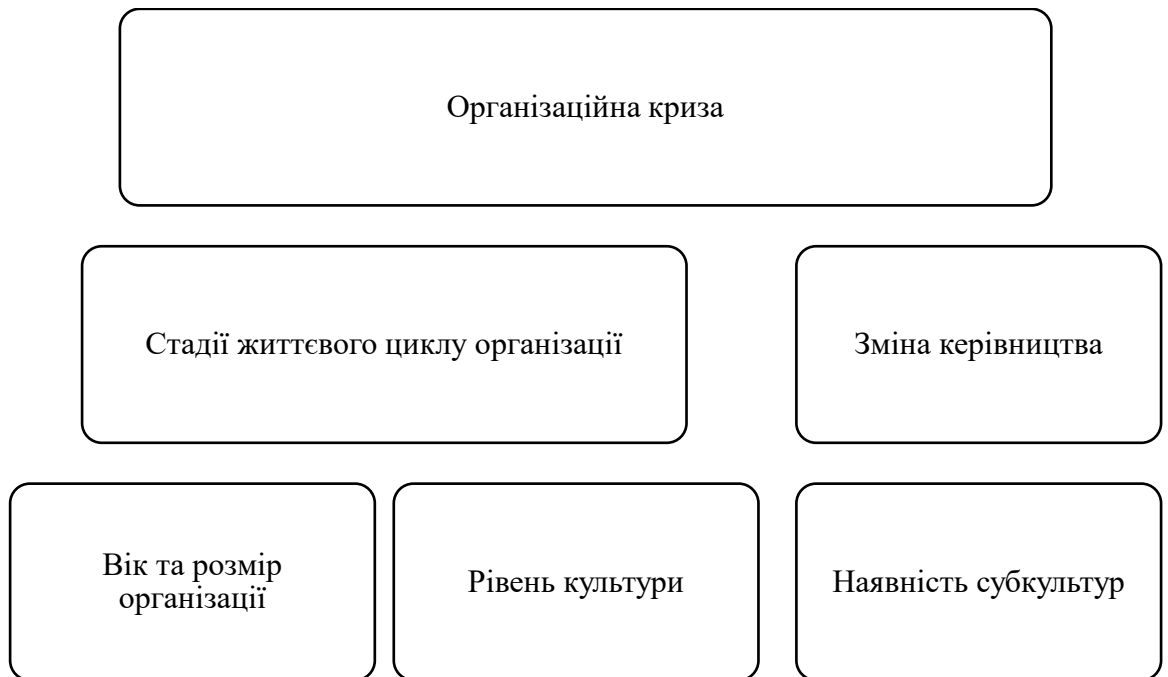 Організаційна криза
Стадії життєвого циклу організації
Зміна керівництва
Вік та розмір
організації
Рівень культури
Наявність субкультур